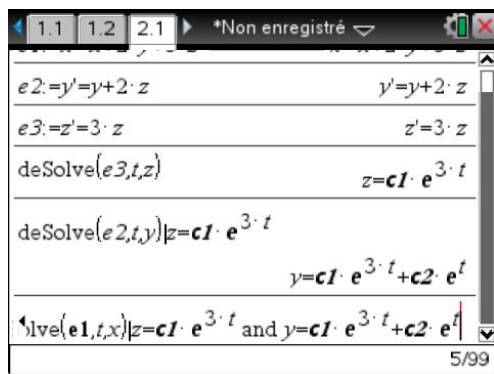 1.1 1.2 2.1 *Non enregistré
e2:=y'=y+2·z y'=y+2·z
e3:=z'=3·z z'=3·z
deSolve(e3,t,z) z=c1·e^3·t
deSolve(e2,t,y)|z=c1·e^3·t
y=c1·e^3·t+c2·e^t
olve(e1,t,x)|z=c1·e^3·t and y=c1·e^3·t+c2·e^t
5/99